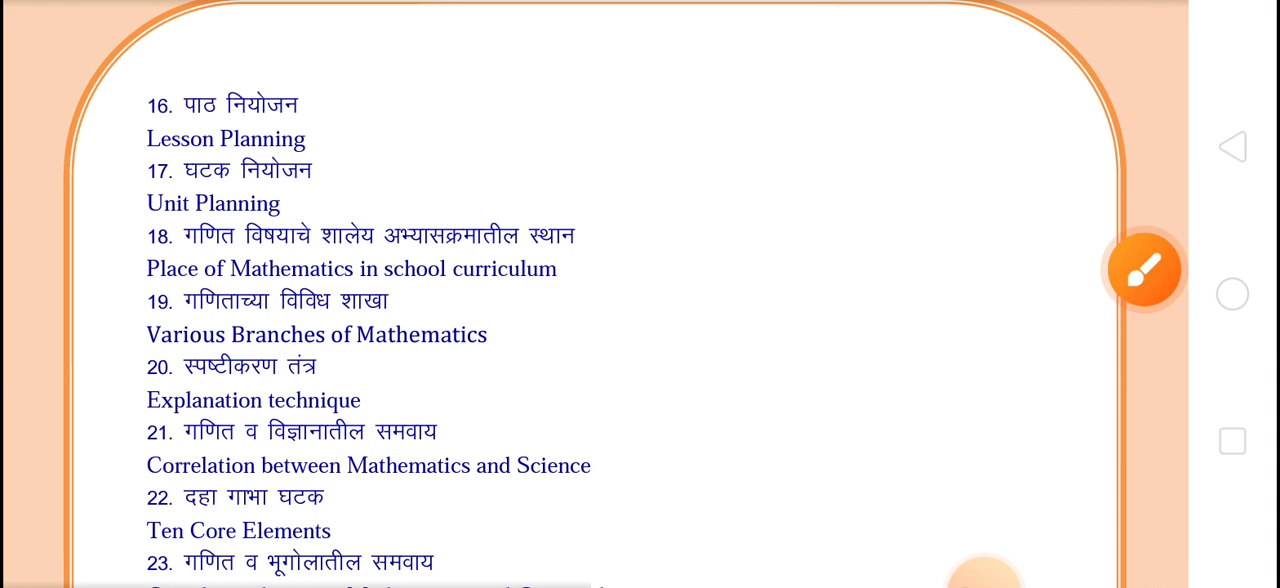 16. पाठ नियोजन
Lesson Planning
17. घटक नियोजन
Unit Planning
18. गणित विषयाचे शालेय अभ्यासक्रमातील स्थान
Place of Mathematics in school curriculum
19. गणिताच्या विविध शाखा
Various Branches of Mathematics
20. स्पष्टीकरण तंत्र
Explanation technique
21. गणित व विज्ञानातील समवाय
Correlation between Mathematics and Science
22. दहा गाभा घटक
Ten Core Elements
23. गणित व भूगोलातील समवाय